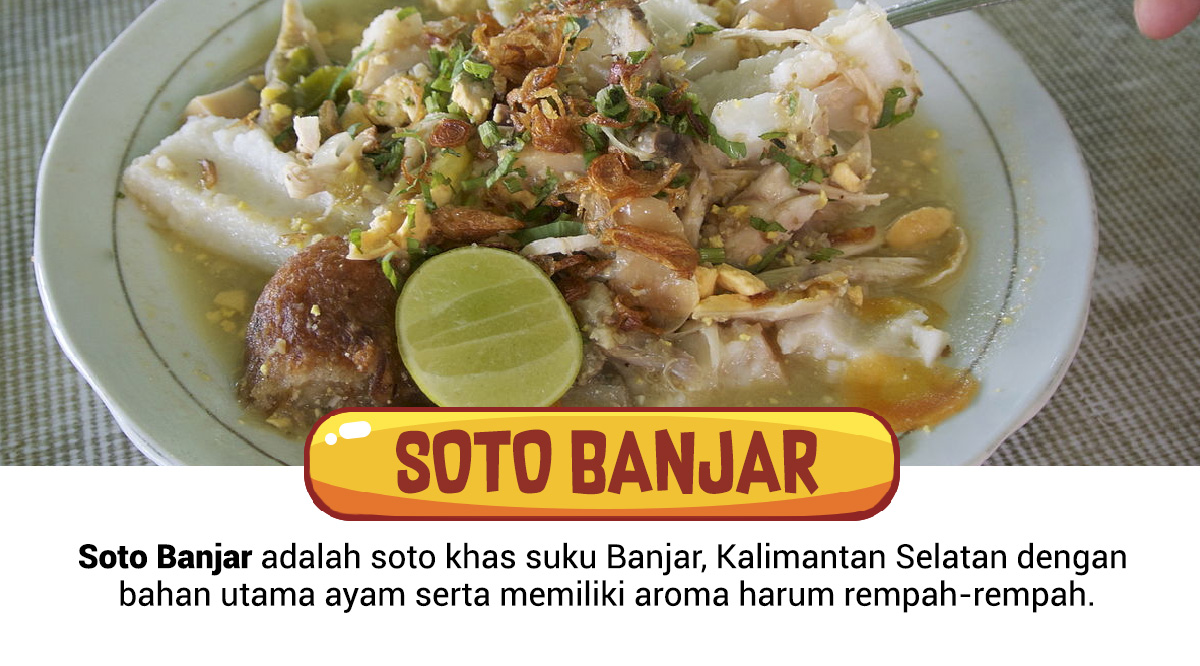 SOTO BANJAR
Soto Banjar adalah soto khas suku Banjar, Kalimantan Selatan dengan
bahan utama ayam serta memiliki aroma harum rempah-rempah.